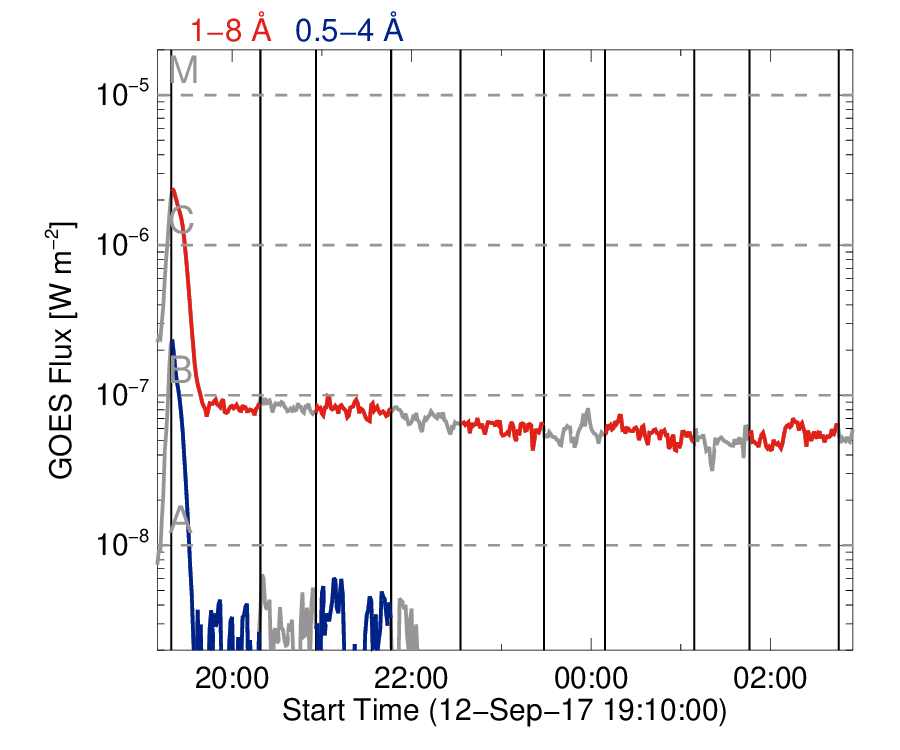 1−8 Å 0.5−4 Å
M
10⁻⁵
C
10⁻⁶
B
10⁻⁷
A
10⁻⁸
GOES Flux [W m⁻²]
20:00 22:00 00:00 02:00
Start Time (12−Sep−17 19:10:00)